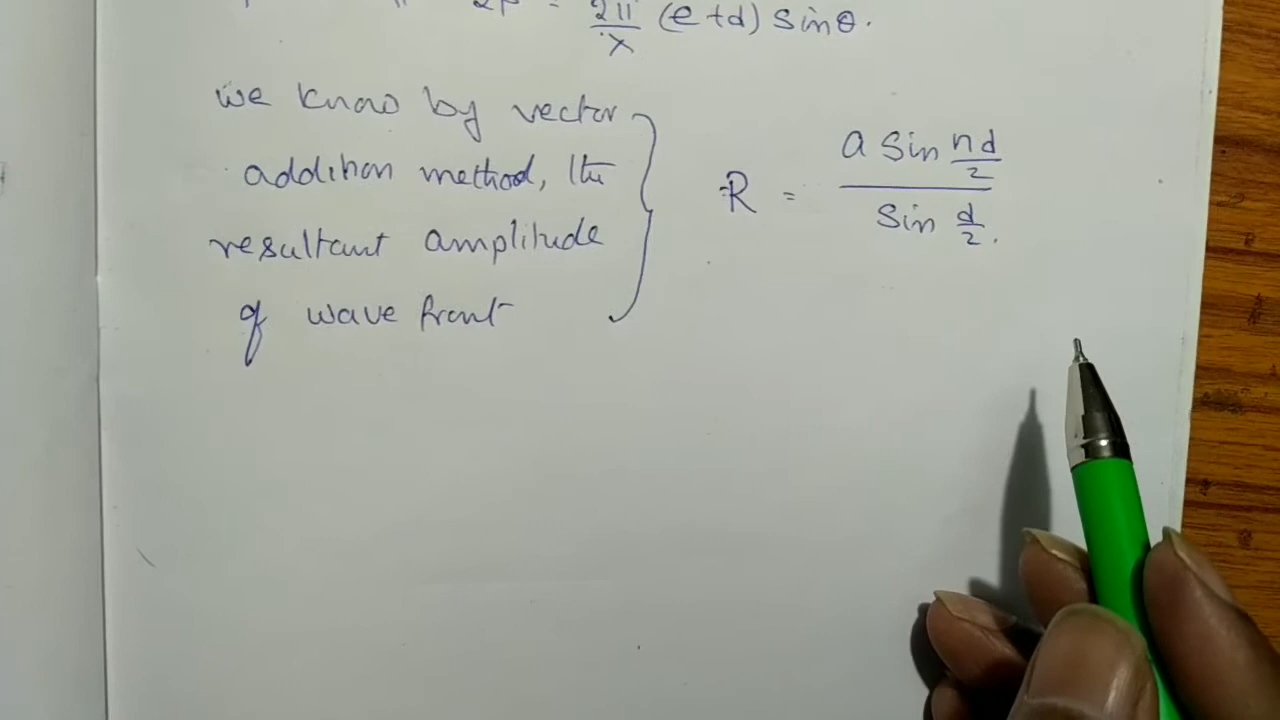 2β = 2π/λ (e+d) sinθ.
we know by vector
addition method, the
resultant amplitude
of wave front
R = a sin nd/2 / sin d/2.